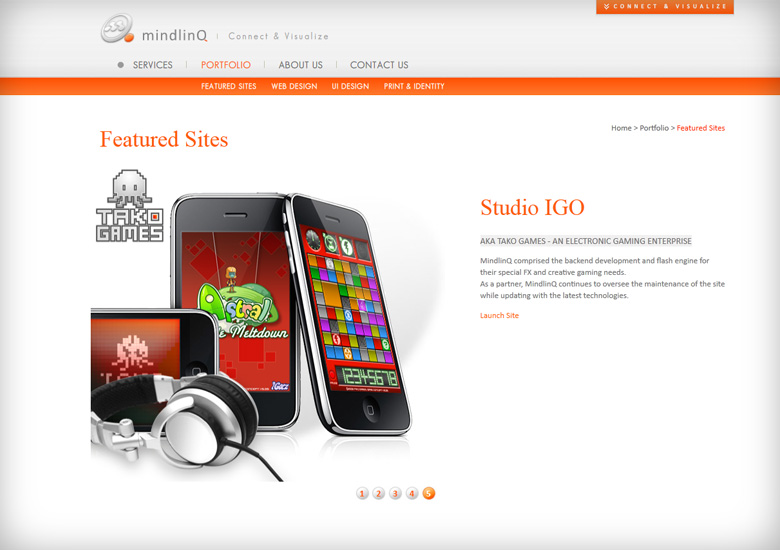 CONNECT & VISUALIZE
mindlinQ | Connect & Visualize
SERVICES PORTFOLIO ABOUT US CONTACT US
FEATURED SITES WEB DESIGN UI DESIGN PRINT & IDENTITY
Home > Portfolio > Featured Sites
Featured Sites
TAKO
GAMES
Astral
Meltdown
12345678
Studio IGO
AKA TAKO GAMES - AN ELECTRONIC GAMING ENTERPRISE
MindlinQ comprised the backend development and flash engine for
their special FX and creative gaming needs.
As a partner, MindlinQ continues to oversee the maintenance of the site
while updating with the latest technologies.
Launch Site
1 2 3 4 5